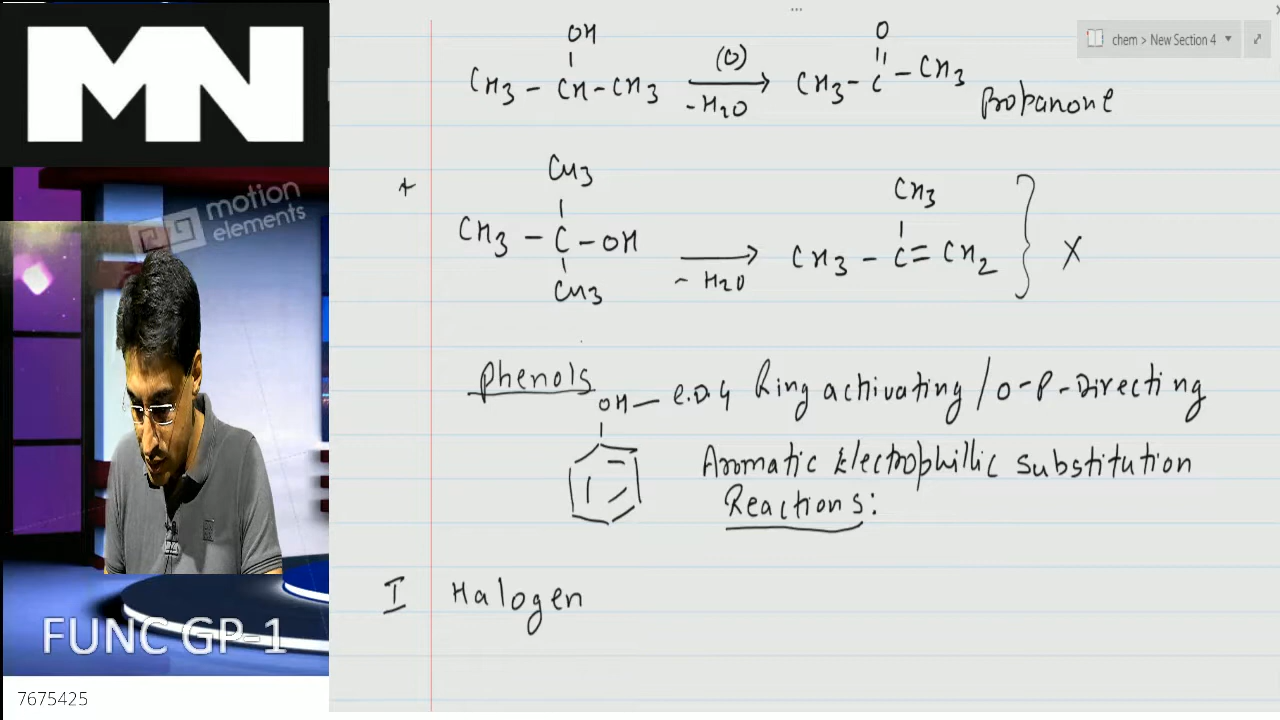 MN
motion
elements
FUNC GP-1
7675425
chem > New Section 4
OH O
CH3 - CH - CH3 (O) -H2O → CH3 - C - CH3 Propanone
CH3 CH3
CH3 - C - OH - H2O → CH3 - C = CH2 } X
CH3
Phenols
OH — e.D.G Ring activating / O-P-Directing
Aromatic Electrophillic Substitution
Reactions:
I Halogen